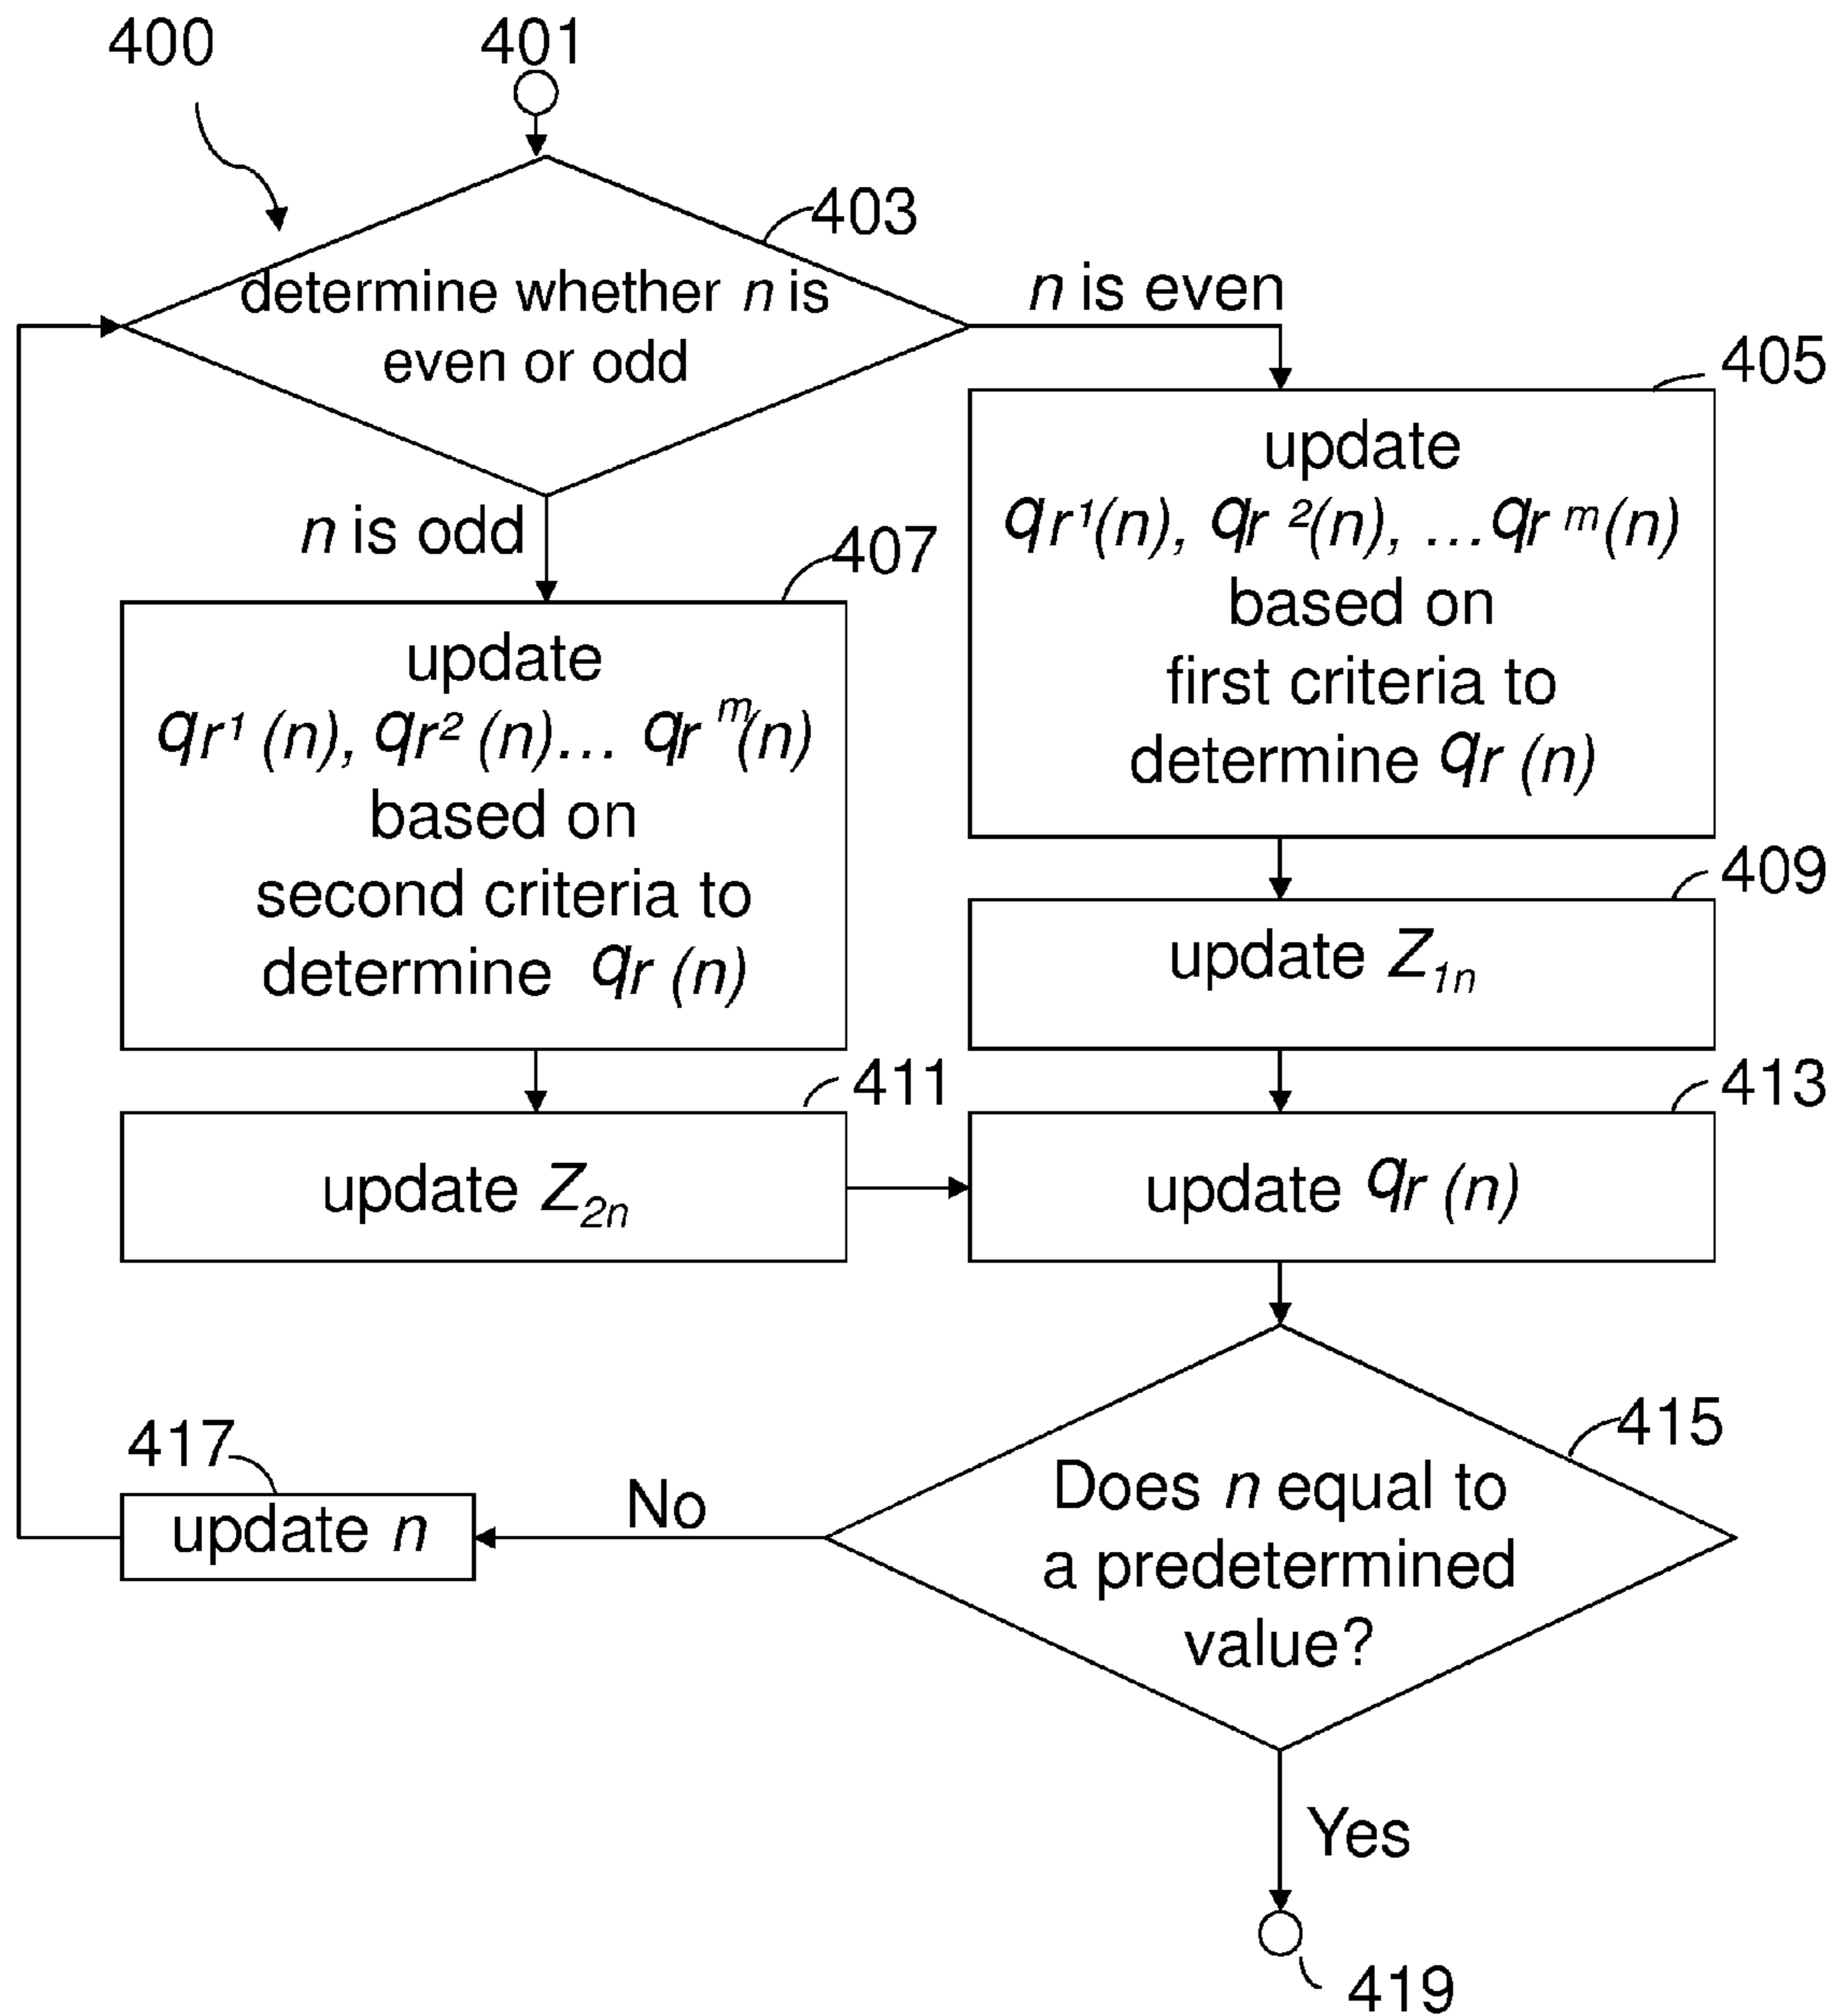 400
401
403
determine whether n is
even or odd
n is even
405
update
qr¹(n), qr²(n), ...qr ᵐ(n)
based on
first criteria to
determine qr (n)
n is odd
407
update
qr¹ (n), qr² (n)... qr ᵐ(n)
based on
second criteria to
determine qr (n)
409
update Z₁ₙ
411
update Z₂ₙ
413
update qr (n)
415
Does n equal to
a predetermined
value?
No
417
update n
Yes
419